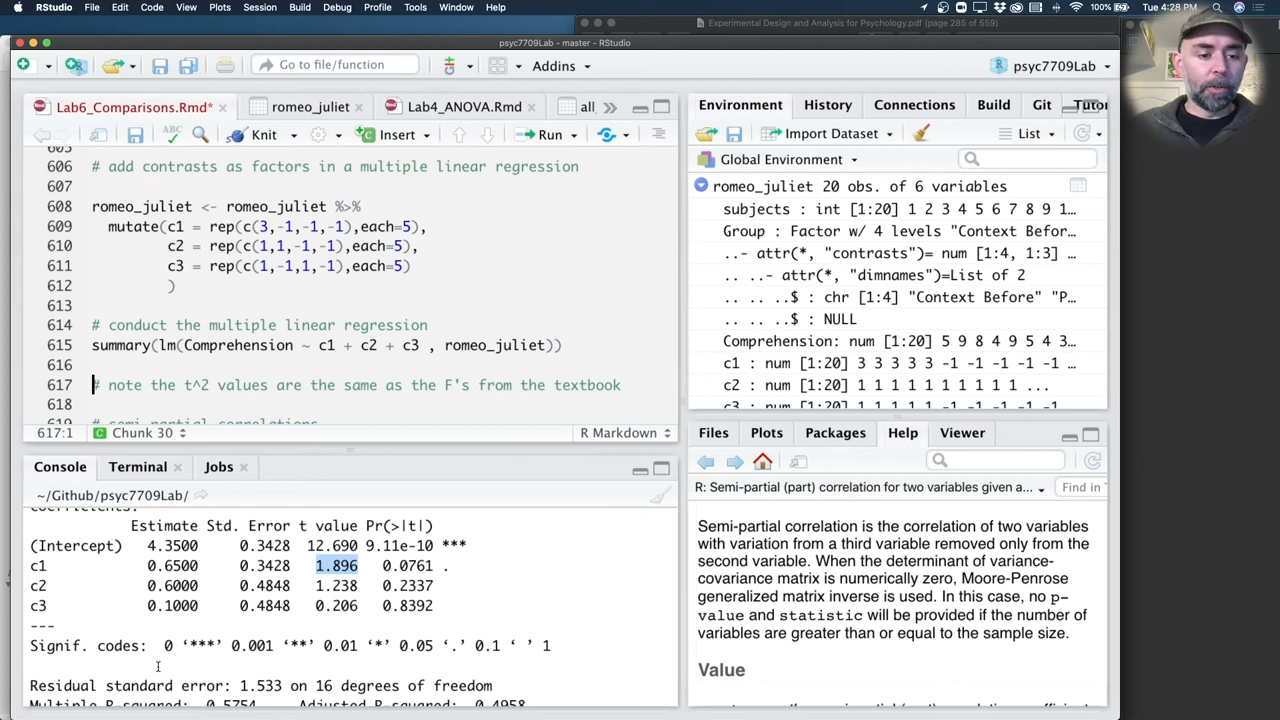 RStudio File Edit Code View Plots Session Build Debug Profile Tools Window Help 100% Tue 4:28 PM
Experimental Design and Analysis for Psychology.pdf (page 285 of 559)
psyc7709Lab - master - RStudio
Go to file/function Addins psyc7709Lab
Lab6_Comparisons.Rmd* romeo_juliet Lab4_ANOVA.Rmd all
ABC Knit Insert Run
605
606 # add contrasts as factors in a multiple linear regression
607
608 romeo_juliet <- romeo_juliet %>%
609 mutate(c1 = rep(c(3,-1,-1,-1),each=5),
610 c2 = rep(c(1,1,-1,-1),each=5),
611 c3 = rep(c(1,-1,1,-1),each=5)
612 )
613
614 # conduct the multiple linear regression
615 summary(lm(Comprehension ~ c1 + c2 + c3 , romeo_juliet))
616
617 # note the t^2 values are the same as the F's from the textbook
618
619 # semi-partial correlations
617:1 Chunk 30 R Markdown
Console Terminal Jobs
~/Github/psyc7709Lab/
Coefficients:
Estimate Std. Error t value Pr(>|t|)
(Intercept) 4.3500 0.3428 12.690 9.11e-10 ***
c1 0.6500 0.3428 1.896 0.0761 .
c2 0.6000 0.4848 1.238 0.2337
c3 0.1000 0.4848 0.206 0.8392
---
Signif. codes: 0 ‘***’ 0.001 ‘**’ 0.01 ‘*’ 0.05 ‘.’ 0.1 ‘ ’ 1
Residual standard error: 1.533 on 16 degrees of freedom
Multiple R-squared: 0.5754 Adjusted R-squared: 0.4958
Environment History Connections Build Git Tutor
Import Dataset List
Global Environment
romeo_juliet 20 obs. of 6 variables
subjects : int [1:20] 1 2 3 4 5 6 7 8 9 1…
Group : Factor w/ 4 levels "Context Befor…
..- attr(*, "contrasts")= num [1:4, 1:3] …
.. ..- attr(*, "dimnames")=List of 2
.. .. ..$ : chr [1:4] "Context Before" "P…
.. .. ..$ : NULL
Comprehension: num [1:20] 5 9 8 4 9 5 4 3…
c1 : num [1:20] 3 3 3 3 3 -1 -1 -1 -1 -1 …
c2 : num [1:20] 1 1 1 1 1 1 1 1 1 1 ...
Files Plots Packages Help Viewer
R: Semi-partial (part) correlation for two variables given a... Find in T
Semi-partial correlation is the correlation of two variables
with variation from a third variable removed only from the
second variable. When the determinant of variance-
covariance matrix is numerically zero, Moore-Penrose
generalized matrix inverse is used. In this case, no p-
value and statistic will be provided if the number of
variables are greater than or equal to the sample size.
Value